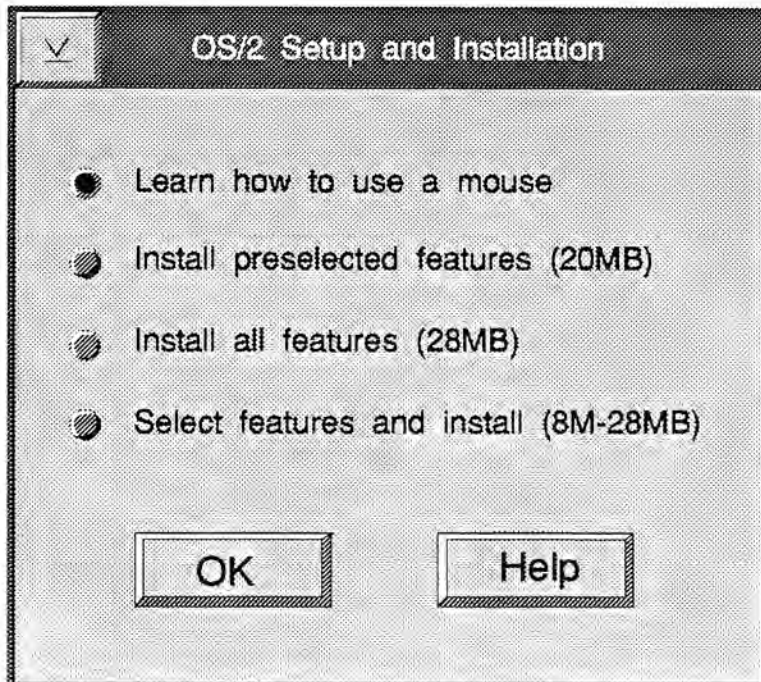 OS/2 Setup and Installation
Learn how to use a mouse
Install preselected features (20MB)
Install all features (28MB)
Select features and install (8M-28MB)
OK Help